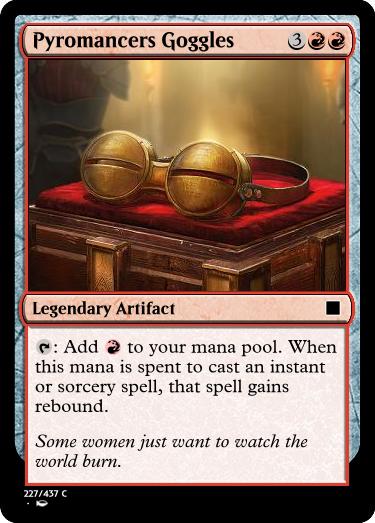 Pyromancers Goggles 3
Legendary Artifact
: Add to your mana pool. When
this mana is spent to cast an instant
or sorcery spell, that spell gains
rebound.
Some women just want to watch the
world burn.
227/437 C